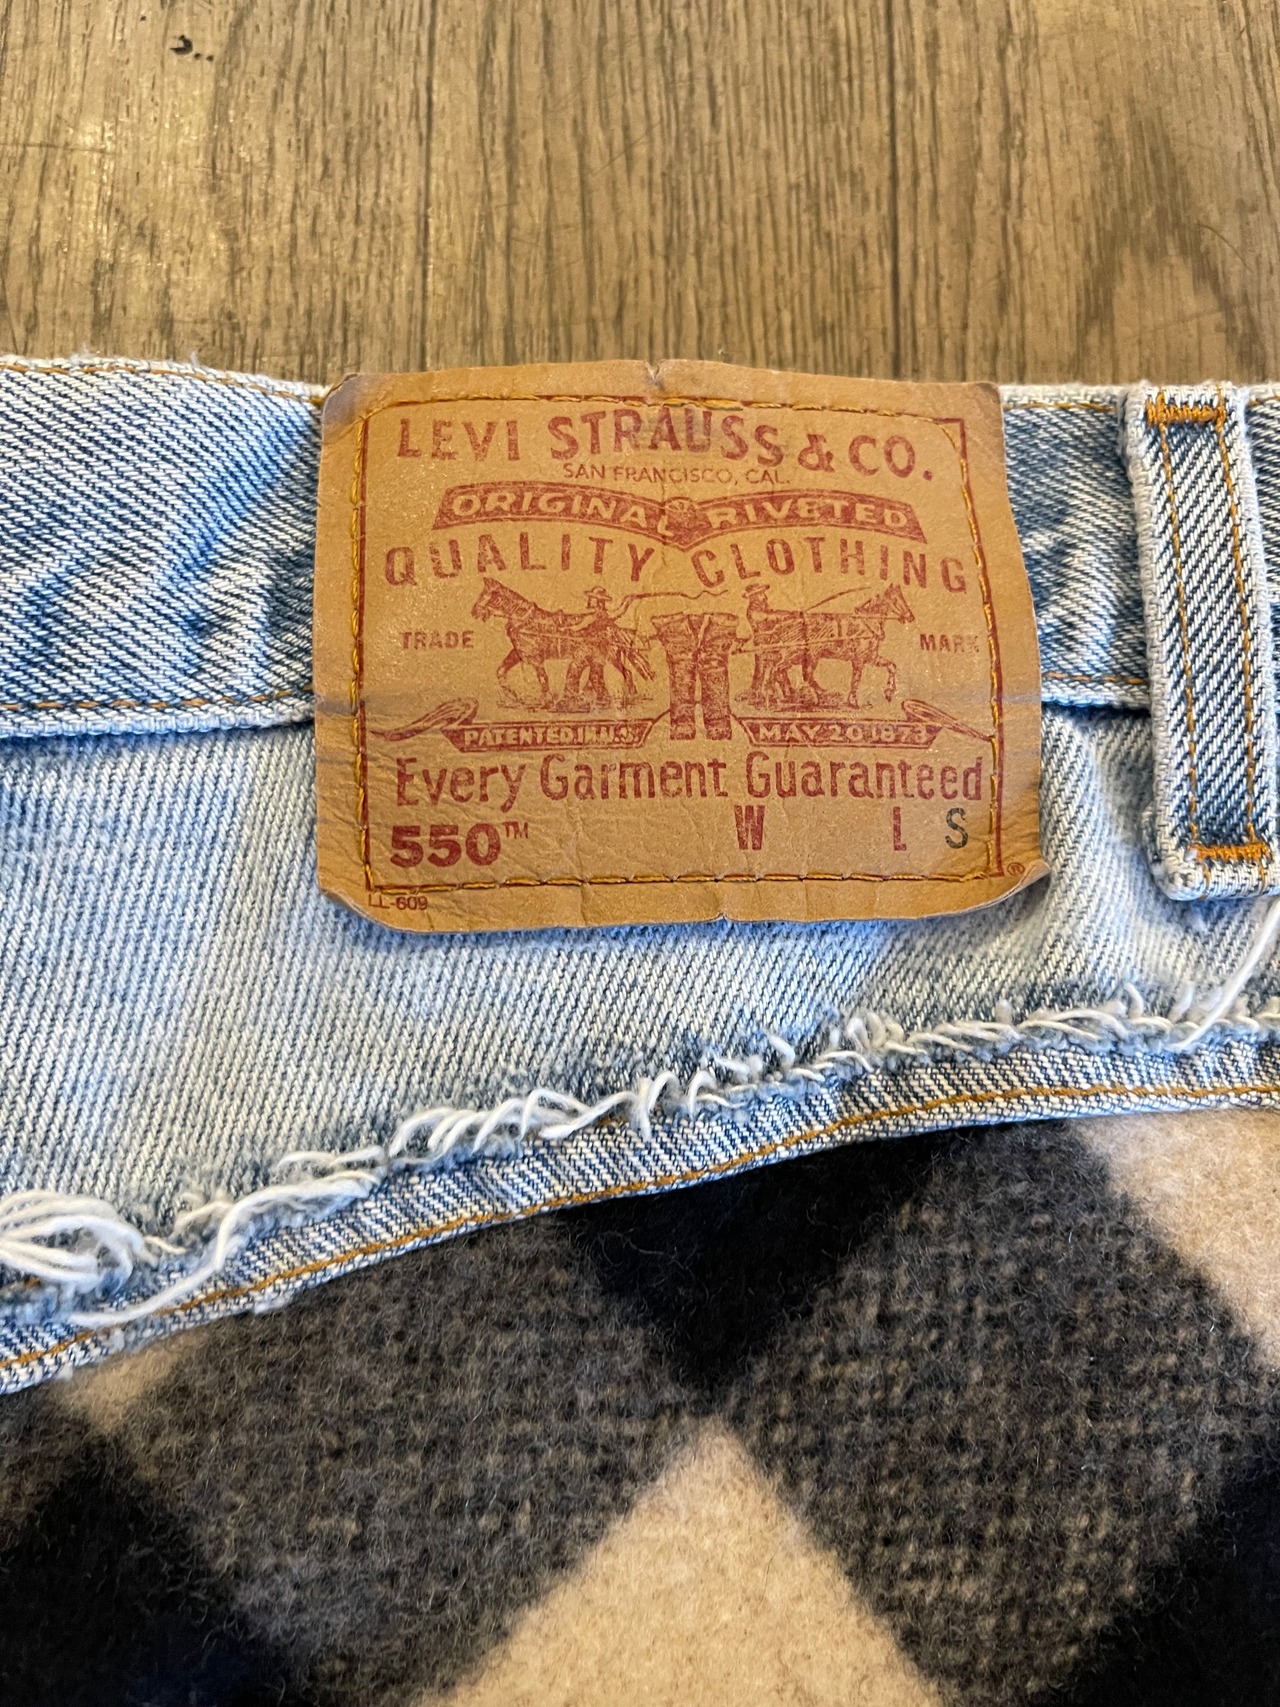 LEVI STRAUSS & CO.
SAN FRANCISCO, CAL.
ORIGINAL RIVETED
QUALITY CLOTHING
TRADE MARK
PATENTED IN U.S. MAY 20 1873
Every Garment Guaranteed
550™ W L S
LL-609 ®